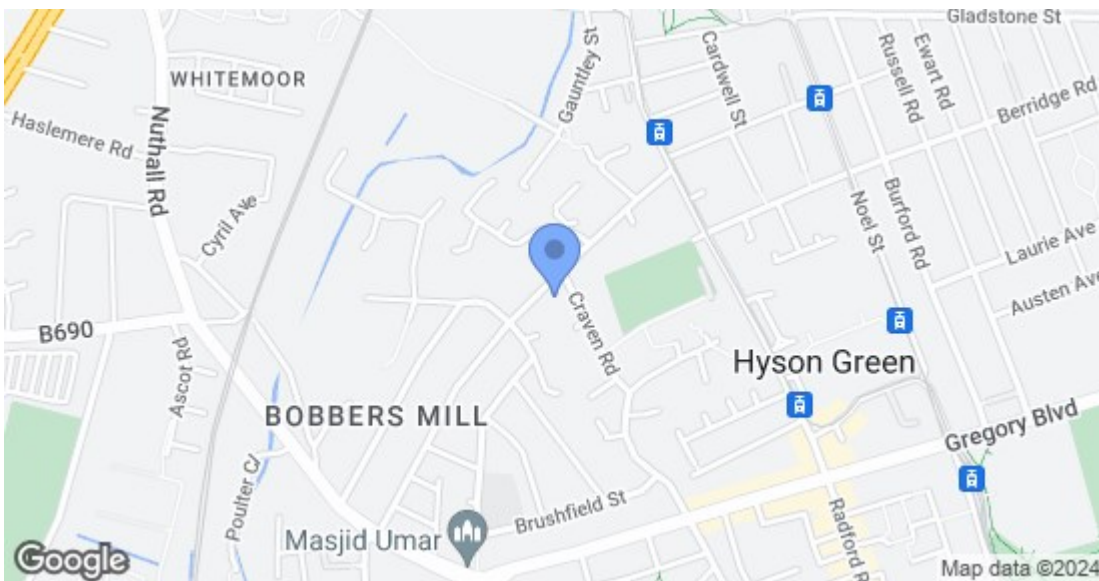 Gladstone St
WHITEMOOR
Gauntley St
Cardwell St
Russell Rd
Ewart Rd
Berridge Rd
Haslemere Rd
Nuthall Rd
Cyril Ave
Noel St
Burford Rd
Laurie Ave
Austen Ave
B690
Ascot Rd
Craven Rd
Hyson Green
BOBBERS MILL
Gregory Blvd
Poulter Cl
Brushfield St
Masjid Umar
Radford R
Google
Map data ©2024